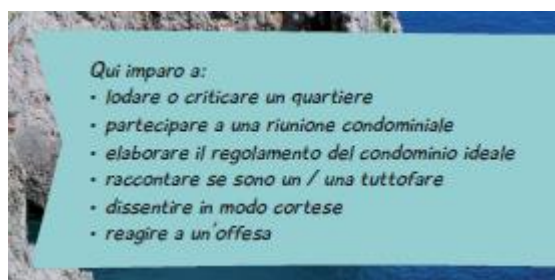 Qui imparo a:
• lodare o criticare un quartiere
• partecipare a una riunione condominiale
• elaborare il regolamento del condominio ideale
• raccontare se sono un / una tuttofare
• dissentire in modo cortese
• reagire a un'offesa